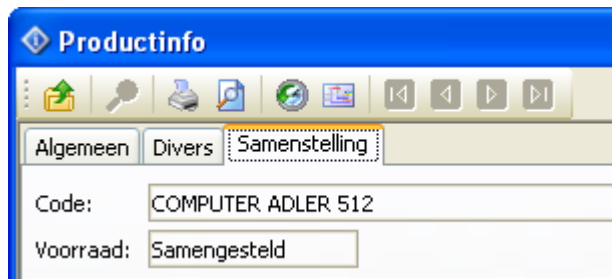 Productinfo
Algemeen Divers Samenstelling
Code: COMPUTER ADLER 512
Voorraad: Samengesteld